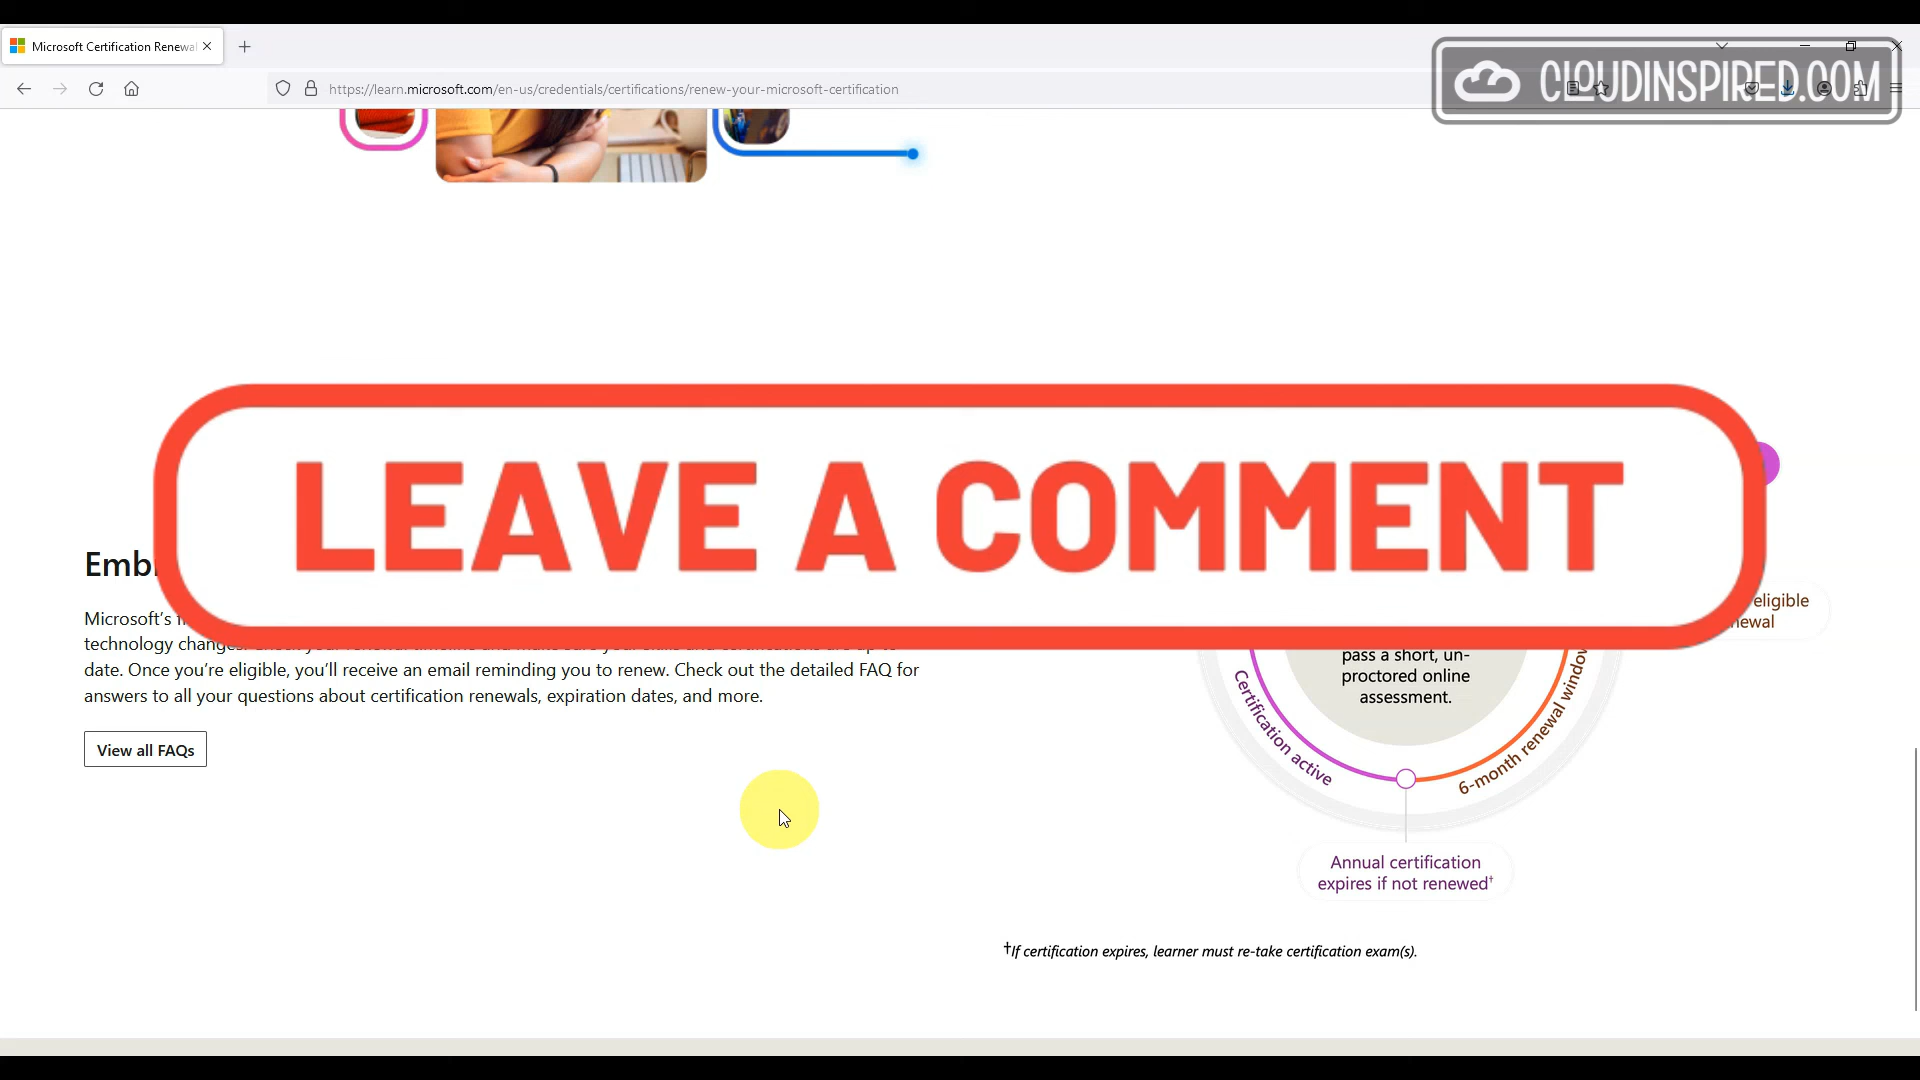 Microsoft Certification Renewa
CLOUDINSPIRED.COM
https://learn.microsoft.com/en-us/credentials/certifications/renew-your-microsoft-certification
LEAVE A COMMENT
Microsoft's
technology
date. Once you're eligible, you'll receive an email reminding you to renew. Check out the detailed FAQ for
answers to all your questions about certification renewals, expiration dates, and more.
View all FAQs
eligible
pass a short, un-
proctored online
assessment.
Certification active
6-month renewal window
Annual certification
expires if not renewed†
†If certification expires, learner must re-take certification exam(s).